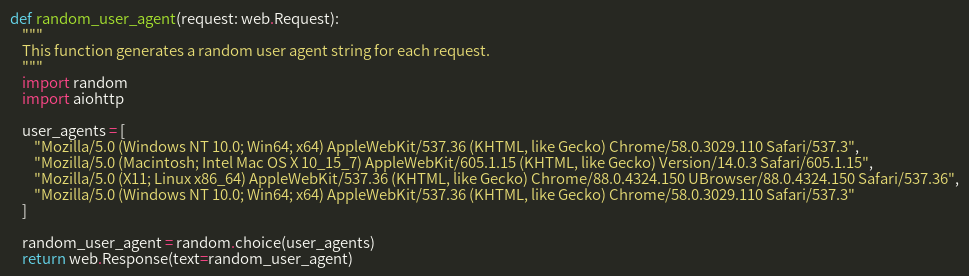 def random_user_agent(request: web.Request):
    """
    This function generates a random user agent string for each request.
    """
    import random
    import aiohttp

    user_agents = [
        "Mozilla/5.0 (Windows NT 10.0; Win64; x64) AppleWebKit/537.36 (KHTML, like Gecko) Chrome/58.0.3029.110 Safari/537.3",
        "Mozilla/5.0 (Macintosh; Intel Mac OS X 10_15_7) AppleWebKit/605.1.15 (KHTML, like Gecko) Version/14.0.3 Safari/605.1.15",
        "Mozilla/5.0 (X11; Linux x86_64) AppleWebKit/537.36 (KHTML, like Gecko) Chrome/88.0.4324.150 UBrowser/88.0.4324.150 Safari/537.36",
        "Mozilla/5.0 (Windows NT 10.0; Win64; x64) AppleWebKit/537.36 (KHTML, like Gecko) Chrome/58.0.3029.110 Safari/537.3"
    ]

    random_user_agent = random.choice(user_agents)
    return web.Response(text=random_user_agent)